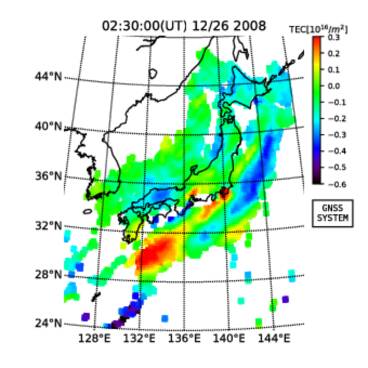 02:30:00(UT) 12/26 2008
TEC[10¹⁶/m²]
0.3
0.2
0.1
0.0
−0.1
−0.2
−0.3
−0.4
−0.5
−0.6
44°N
40°N
36°N
32°N
28°N
24°N
128°E 132°E 136°E 140°E 144°E
GNSS
SYSTEM